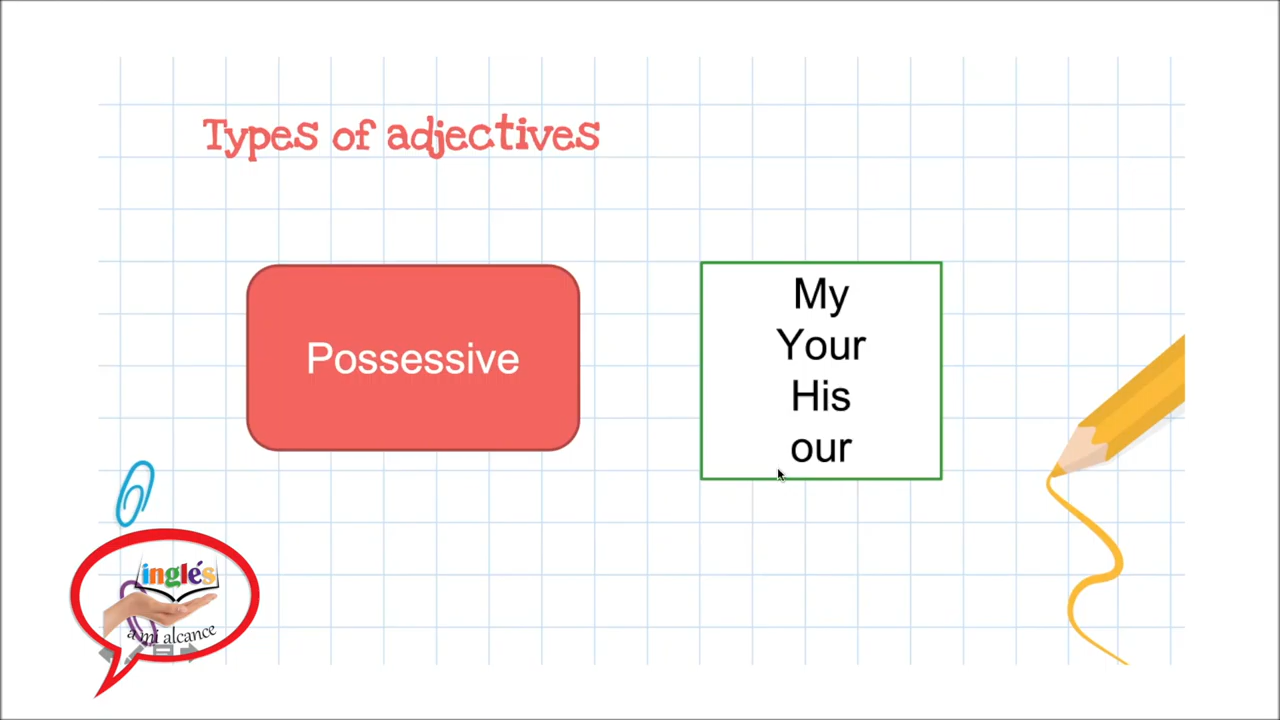 Types of adjectives
Possessive
My
Your
His
our
inglés
a mi alcance